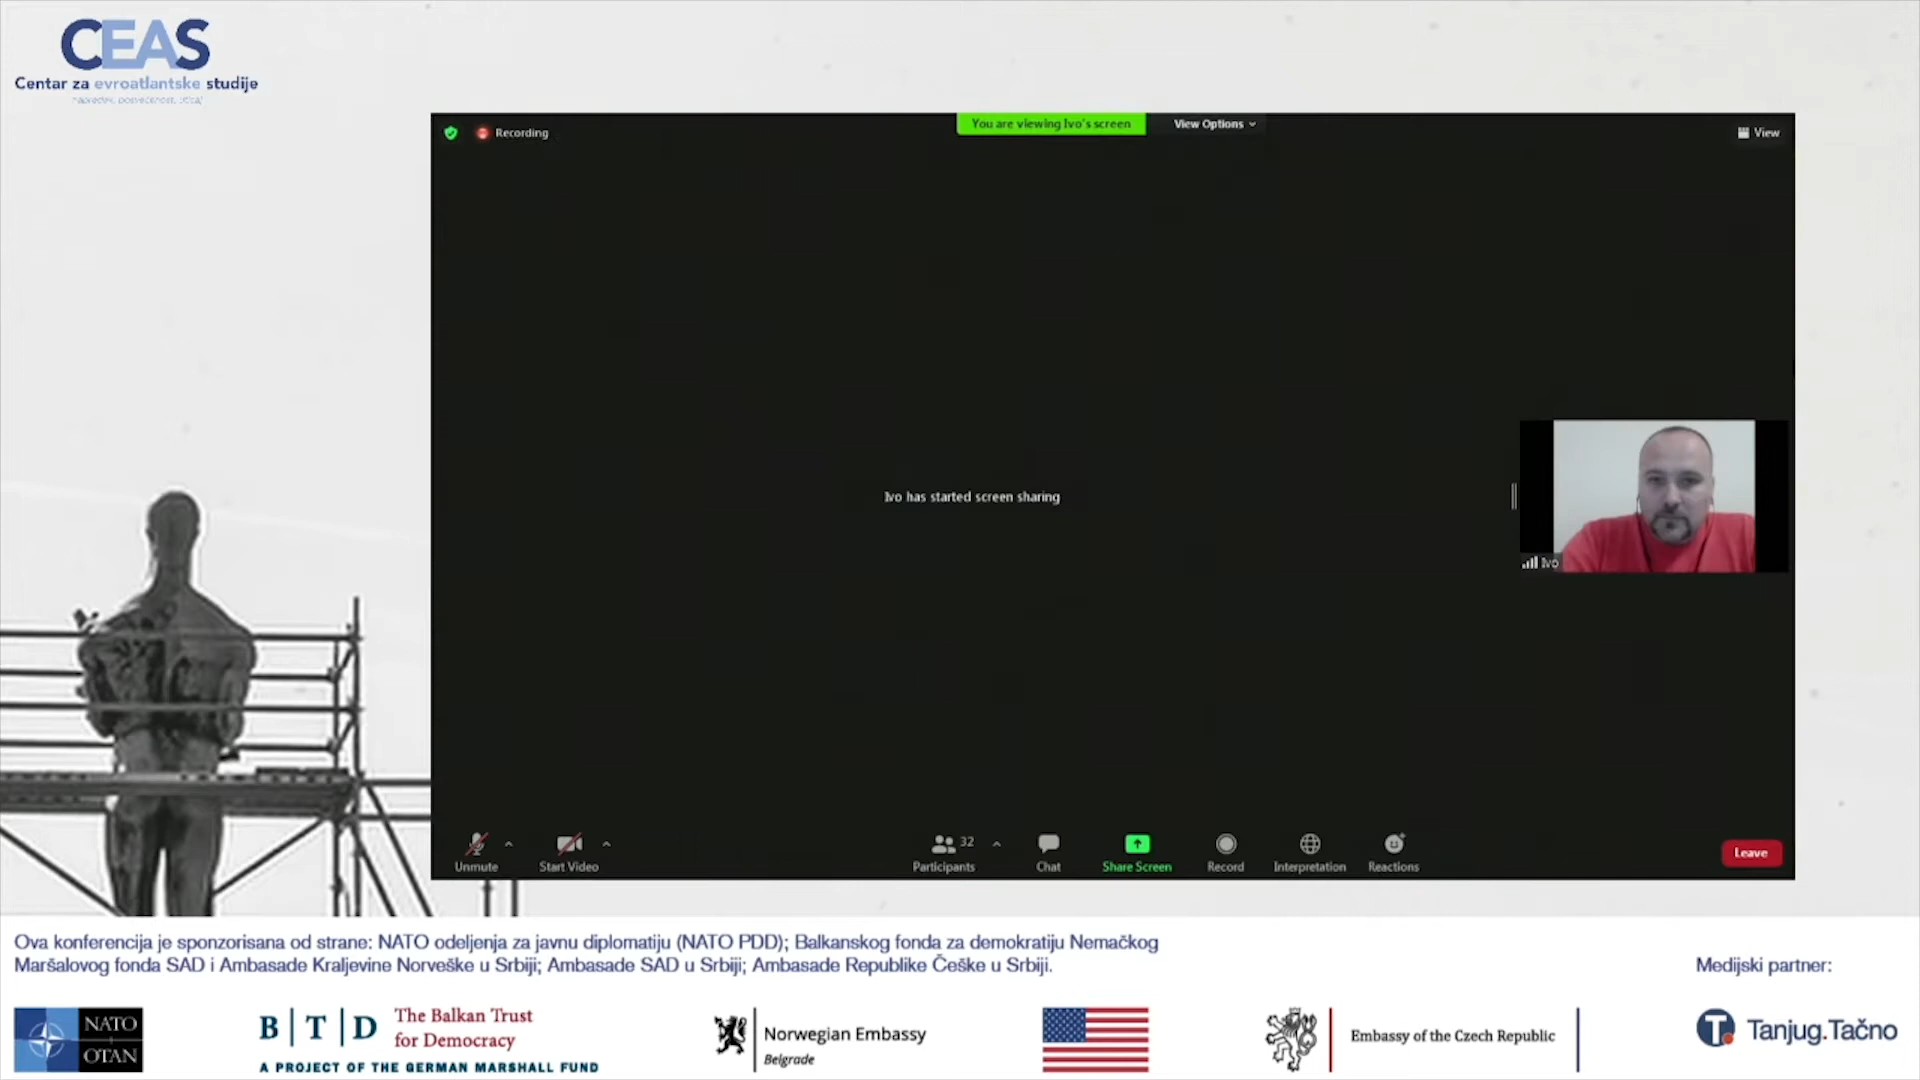 CEAS
Centar za evroatlantske studije
napredak, posvećenost, uticaj
Recording
You are viewing Ivo's screen
View Options
View
Ivo has started screen sharing
Ivo
Unmute
Start Video
32
Participants
Chat
Share Screen
Record
Interpretation
Reactions
Leave
Ova konferencija je sponzorisana od strane: NATO odeljenja za javnu diplomatiju (NATO PDD); Balkanskog fonda za demokratiju Nemačkog
Maršalovog fonda SAD i Ambasade Kraljevine Norveške u Srbiji; Ambasade SAD u Srbiji; Ambasade Republike Češke u Srbiji.
Medijski partner:
NATO
OTAN
B|T|D
The Balkan Trust
for Democracy
A PROJECT OF THE GERMAN MARSHALL FUND
Norwegian Embassy
Belgrade
Embassy of the Czech Republic
T.
Tanjug.Tačno